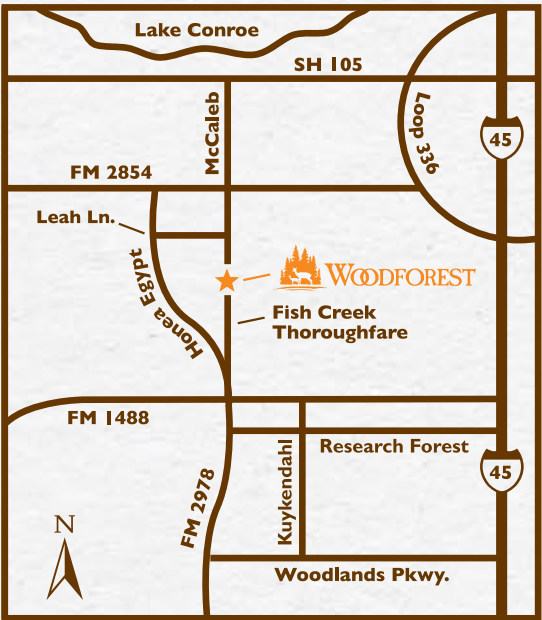 Lake Conroe
SH 105
McCaleb
Loop 336
45
FM 2854
Leah Ln.
Honea Egypt
WOODFOREST
Fish Creek
Thoroughfare
FM 1488
Research Forest
Kuykendahl
45
FM 2978
N
Woodlands Pkwy.